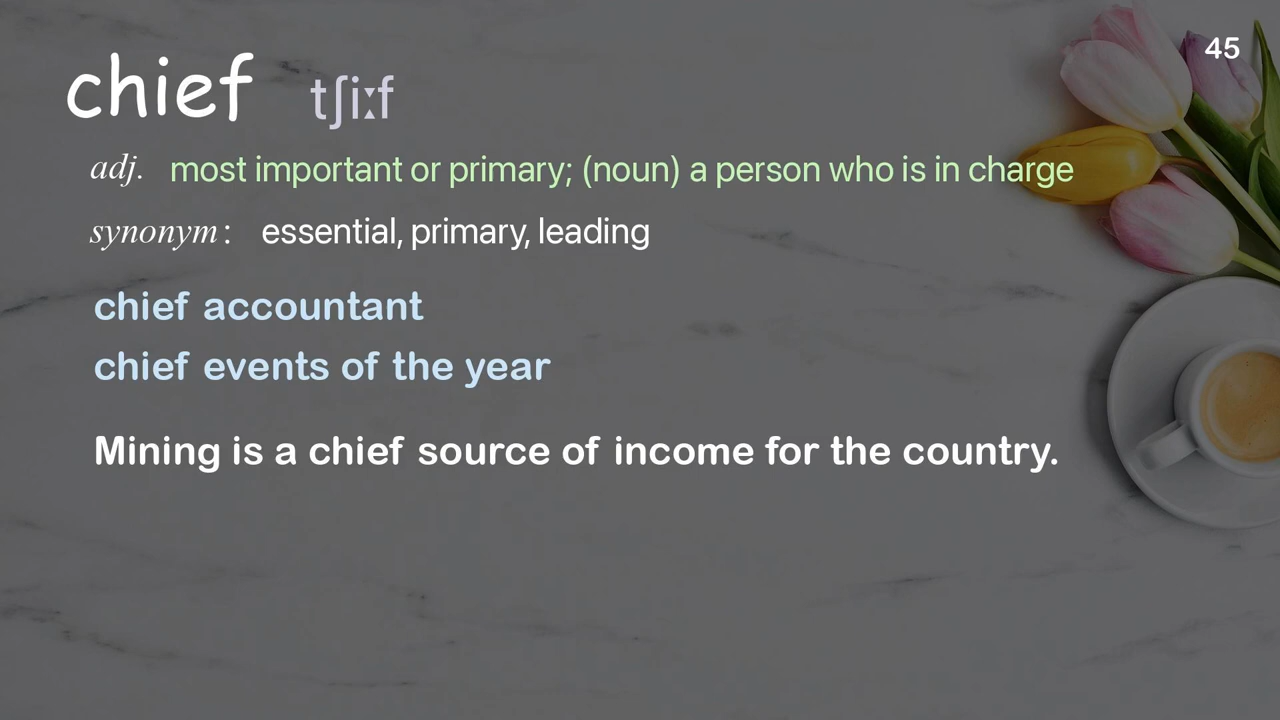 45
chief tʃiːf
adj. most important or primary; (noun) a person who is in charge
synonym: essential, primary, leading
chief accountant
chief events of the year
Mining is a chief source of income for the country.